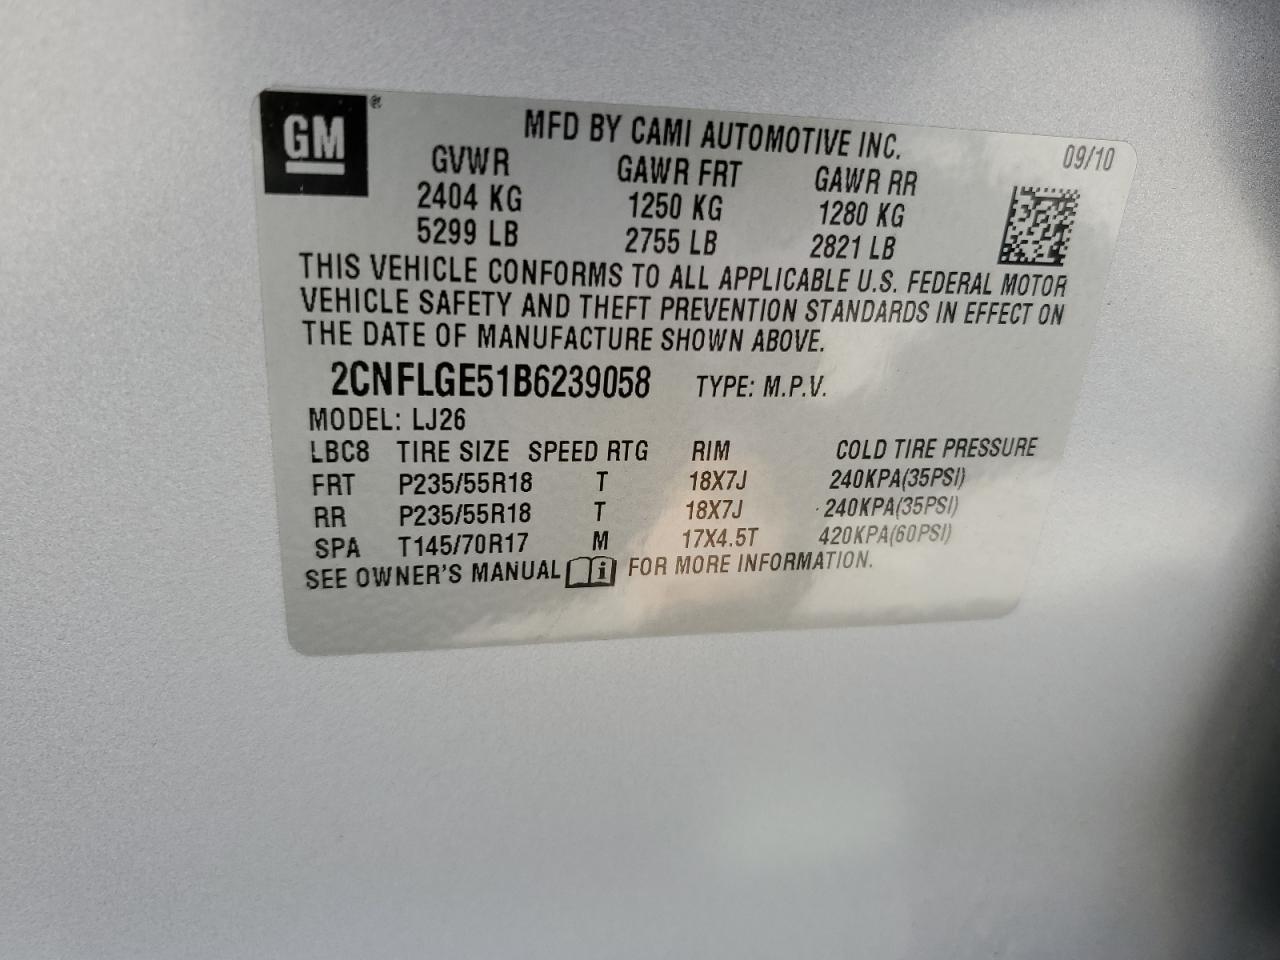 GM ®
MFD BY CAMI AUTOMOTIVE INC. 09/10
GVWR GAWR FRT GAWR RR
2404 KG 1250 KG 1280 KG
5299 LB 2755 LB 2821 LB
THIS VEHICLE CONFORMS TO ALL APPLICABLE U.S. FEDERAL MOTOR
VEHICLE SAFETY AND THEFT PREVENTION STANDARDS IN EFFECT ON
THE DATE OF MANUFACTURE SHOWN ABOVE.
2CNFLGE51B6239058 TYPE: M.P.V.
MODEL: LJ26
LBC8 TIRE SIZE SPEED RTG RIM COLD TIRE PRESSURE
FRT P235/55R18 T 18X7J 240KPA(35PSI)
RR P235/55R18 T 18X7J 240KPA(35PSI)
SPA T145/70R17 M 17X4.5T 420KPA(60PSI)
SEE OWNER'S MANUAL i FOR MORE INFORMATION.